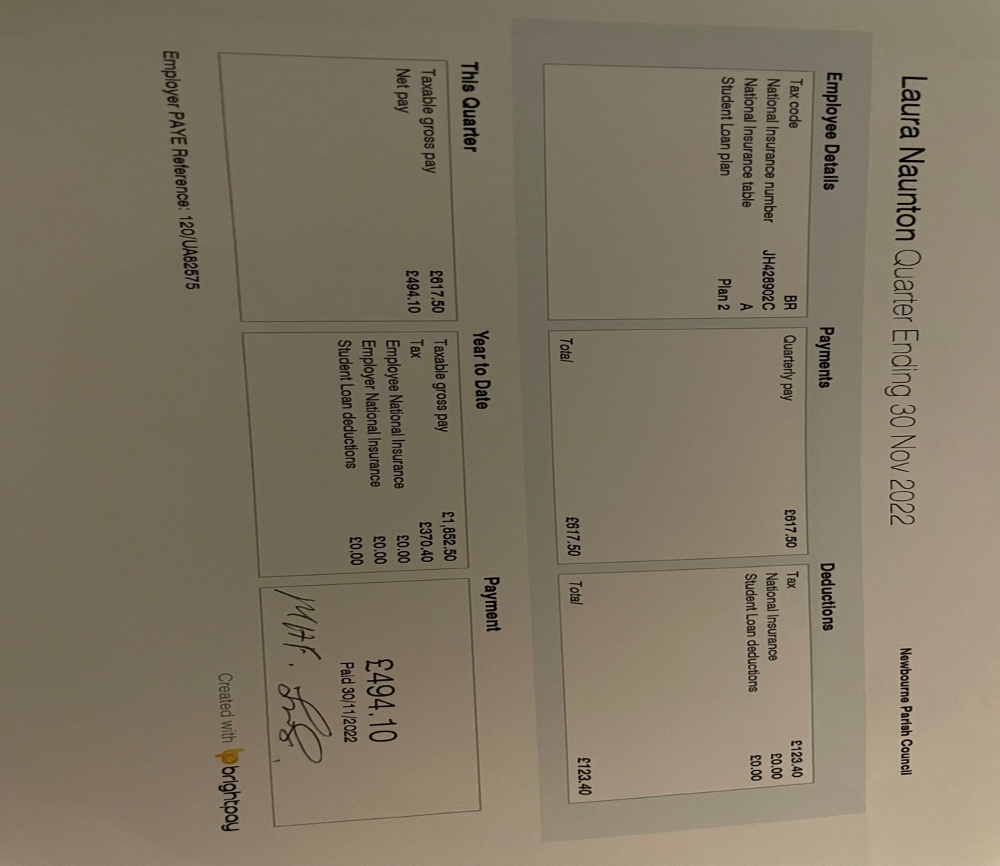 Laura Naunton Quarter Ending 30 Nov 2022
Newbourne Parish Council
Employee Details
Tax code BR
National Insurance number JH428902C
National Insurance table A
Student Loan plan Plan 2
Payments
Quarterly pay £617.50
Total £617.50
Deductions
Tax £123.40
National Insurance £0.00
Student Loan deductions £0.00
Total £123.40
This Quarter
Taxable gross pay £617.50
Net pay £494.10
Year to Date
Taxable gross pay £1,852.50
Tax £370.40
Employee National Insurance £0.00
Employer National Insurance £0.00
Student Loan deductions £0.00
Payment
£494.10
Paid 30/11/2022
Employer PAYE Reference: 120/UA82575
Created with brightpay